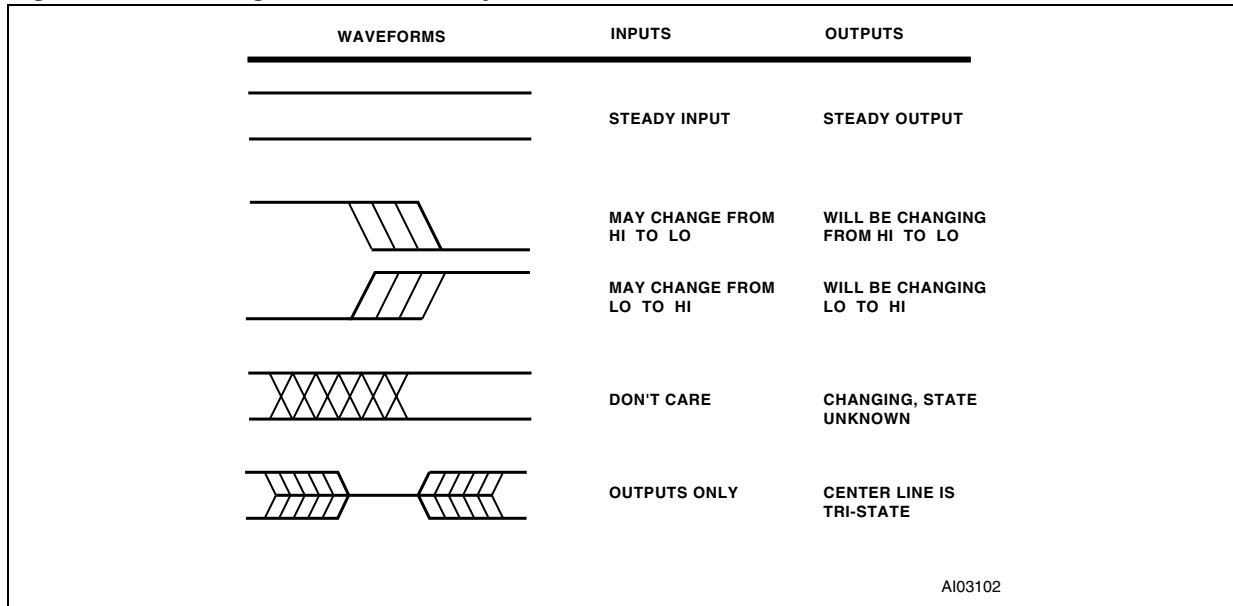 WAVEFORMS INPUTS OUTPUTS
STEADY INPUT STEADY OUTPUT
MAY CHANGE FROM WILL BE CHANGING
HI TO LO FROM HI TO LO
MAY CHANGE FROM WILL BE CHANGING
LO TO HI LO TO HI
DON'T CARE CHANGING, STATE
UNKNOWN
OUTPUTS ONLY CENTER LINE IS
TRI-STATE
AI03102